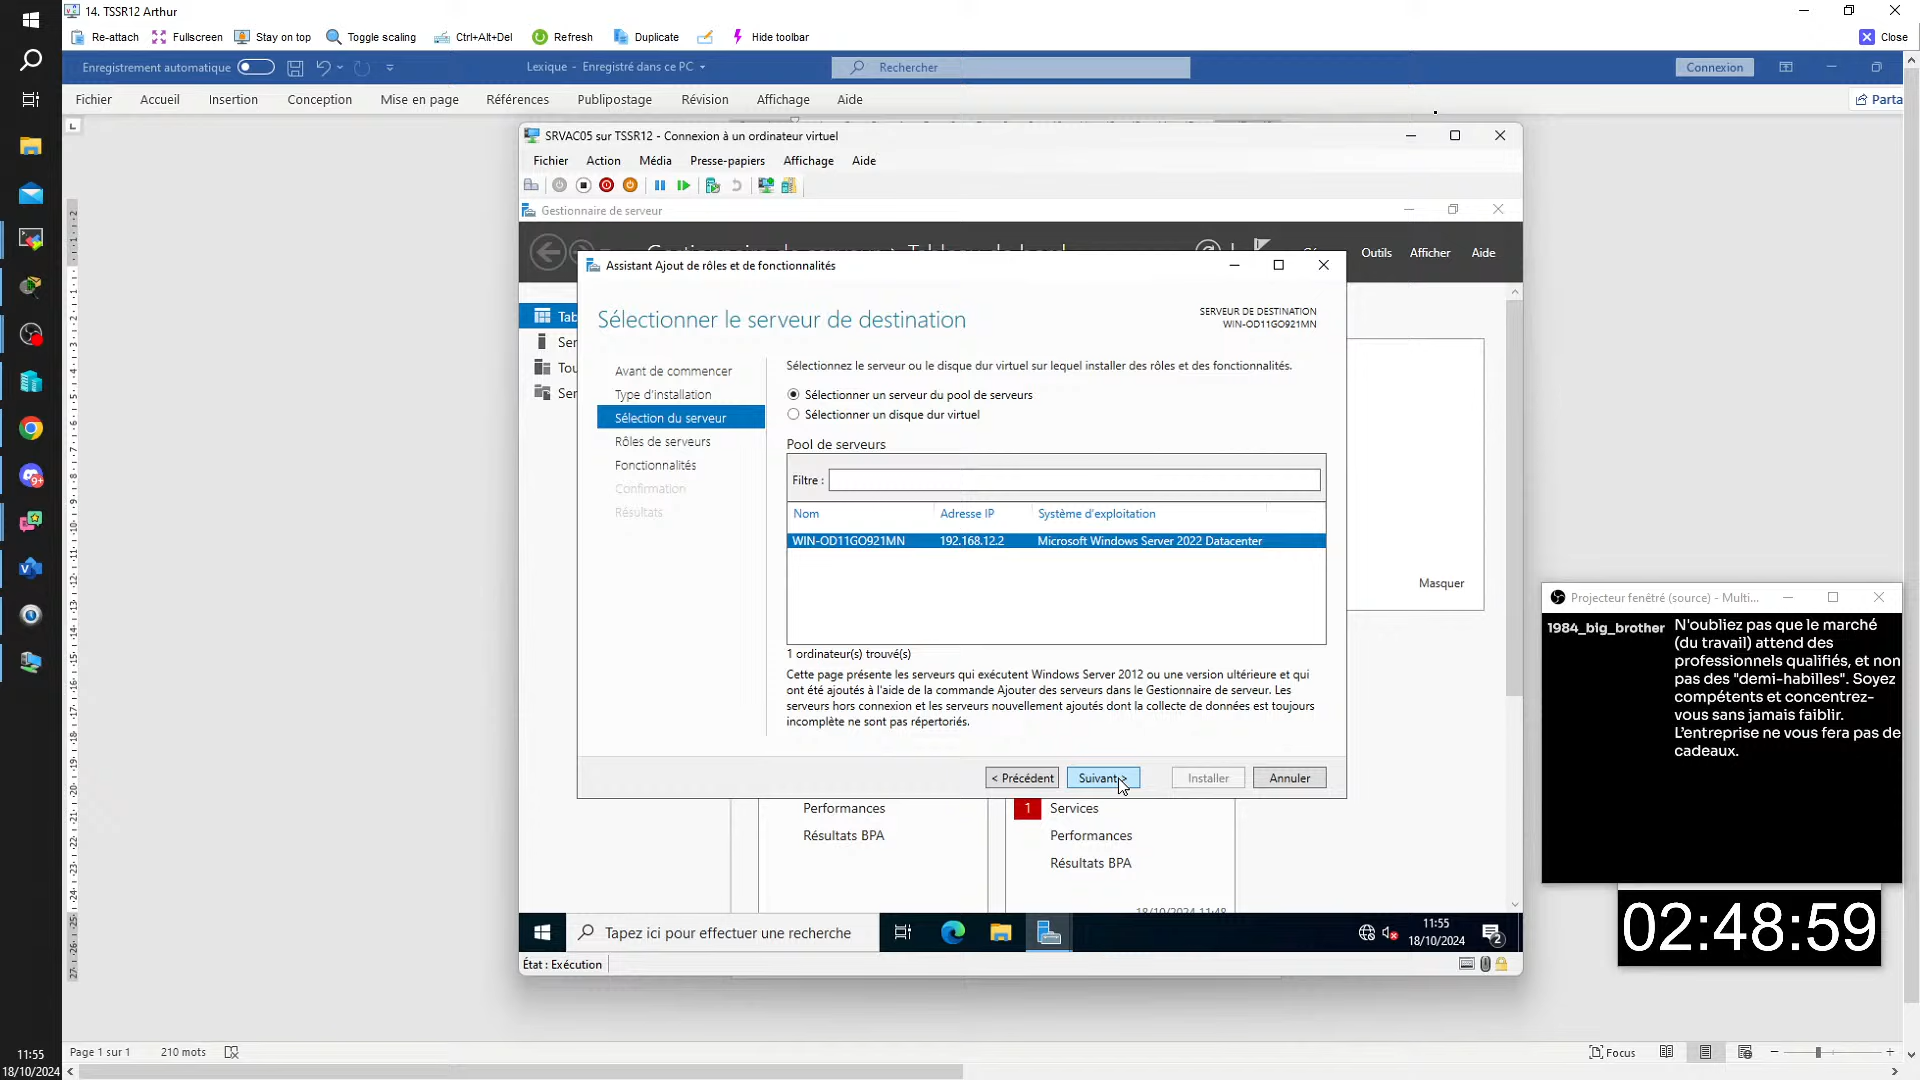 14. TSSR12 Arthur
Re-attach Fullscreen Stay on top Toggle scaling Ctrl+Alt+Del Refresh Duplicate Hide toolbar Close
Enregistrement automatique Lexique - Enregistré dans ce PC Rechercher Connexion
Fichier Accueil Insertion Conception Mise en page Références Publipostage Révision Affichage Aide Parta
SRVAC05 sur TSSR12 - Connexion à un ordinateur virtuel
Fichier Action Média Presse-papiers Affichage Aide
Gestionnaire de serveur
Outils Afficher Aide
Assistant Ajout de rôles et de fonctionnalités
Sélectionner le serveur de destination
SERVEUR DE DESTINATION
WIN-OD11GO921MN
Tab
Ser
Tou
Ser
Avant de commencer
Type d'installation
Sélection du serveur
Rôles de serveurs
Fonctionnalités
Confirmation
Résultats
Sélectionnez le serveur ou le disque dur virtuel sur lequel installer des rôles et des fonctionnalités.
Sélectionner un serveur du pool de serveurs
Sélectionner un disque dur virtuel
Pool de serveurs
Filtre :
Nom Adresse IP Système d'exploitation
WIN-OD11GO921MN 192.168.12.2 Microsoft Windows Server 2022 Datacenter
1 ordinateur(s) trouvé(s)
Cette page présente les serveurs qui exécutent Windows Server 2012 ou une version ultérieure et qui
ont été ajoutés à l'aide de la commande Ajouter des serveurs dans le Gestionnaire de serveur. Les
serveurs hors connexion et les serveurs nouvellement ajoutés dont la collecte de données est toujours
incomplète ne sont pas répertoriés.
< Précédent Suivant > Installer Annuler
Masquer
Performances
Résultats BPA
1 Services
Performances
Résultats BPA
18/10/2024 11:48
Tapez ici pour effectuer une recherche
11:55
18/10/2024
2
État : Exécution
Projecteur fenêtré (source) - Multi...
1984_big_brother N'oubliez pas que le marché
(du travail) attend des
professionnels qualifiés, et non
pas des "demi-habilles". Soyez
compétents et concentrez-
vous sans jamais faiblir.
L'entreprise ne vous fera pas de
cadeaux.
02:48:59
Page 1 sur 1 210 mots Focus
11:55
18/10/2024